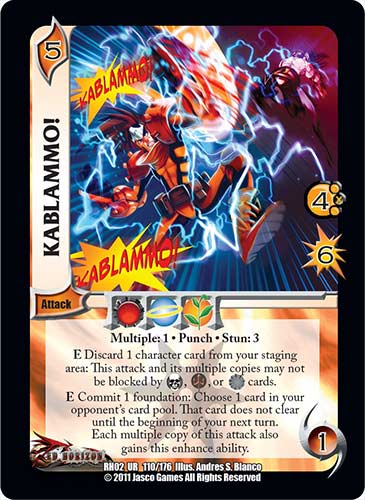 5
KABLAMMO!
KABLAMMO!
KABLAMMO!
4
6
Attack
Multiple: 1 • Punch • Stun: 3
E Discard 1 character card from your staging
area: This attack and its multiple copies may not
be blocked by , , or cards.
E Commit 1 foundation: Choose 1 card in your
opponent's card pool. That card does not clear
until the beginning of your next turn.
Each multiple copy of this attack also
gains this enhance ability.
1
RED HORIZON
RH02_UR_110/176 Illus. Andres S. Blanco
© 2011 Jasco Games All Rights Reserved